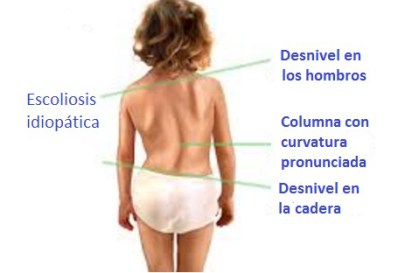 Escoliosis
idiopática
Desnivel en
los hombros
Columna con
curvatura
pronunciada
Desnivel en
la cadera